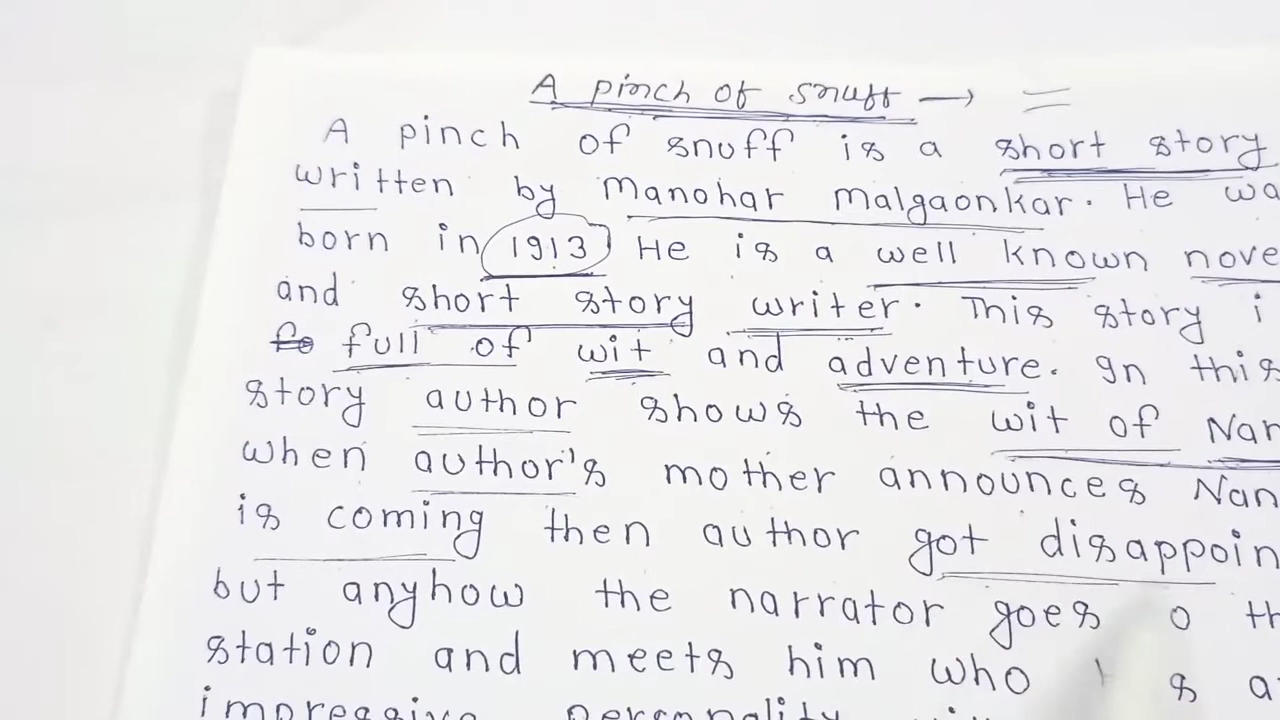 A pinch of snuff → =
A pinch of snuff is a short story
written by Manohar malgaonkar. He wa
born in 1913 He is a well known nove
and short story writer. This story i
full of wit and adventure. In this
story author shows the wit of Nan
when author's mother announces Nan
is coming then author got disappoin
but anyhow the narrator goes o th
station and meets him who a
impressive personality